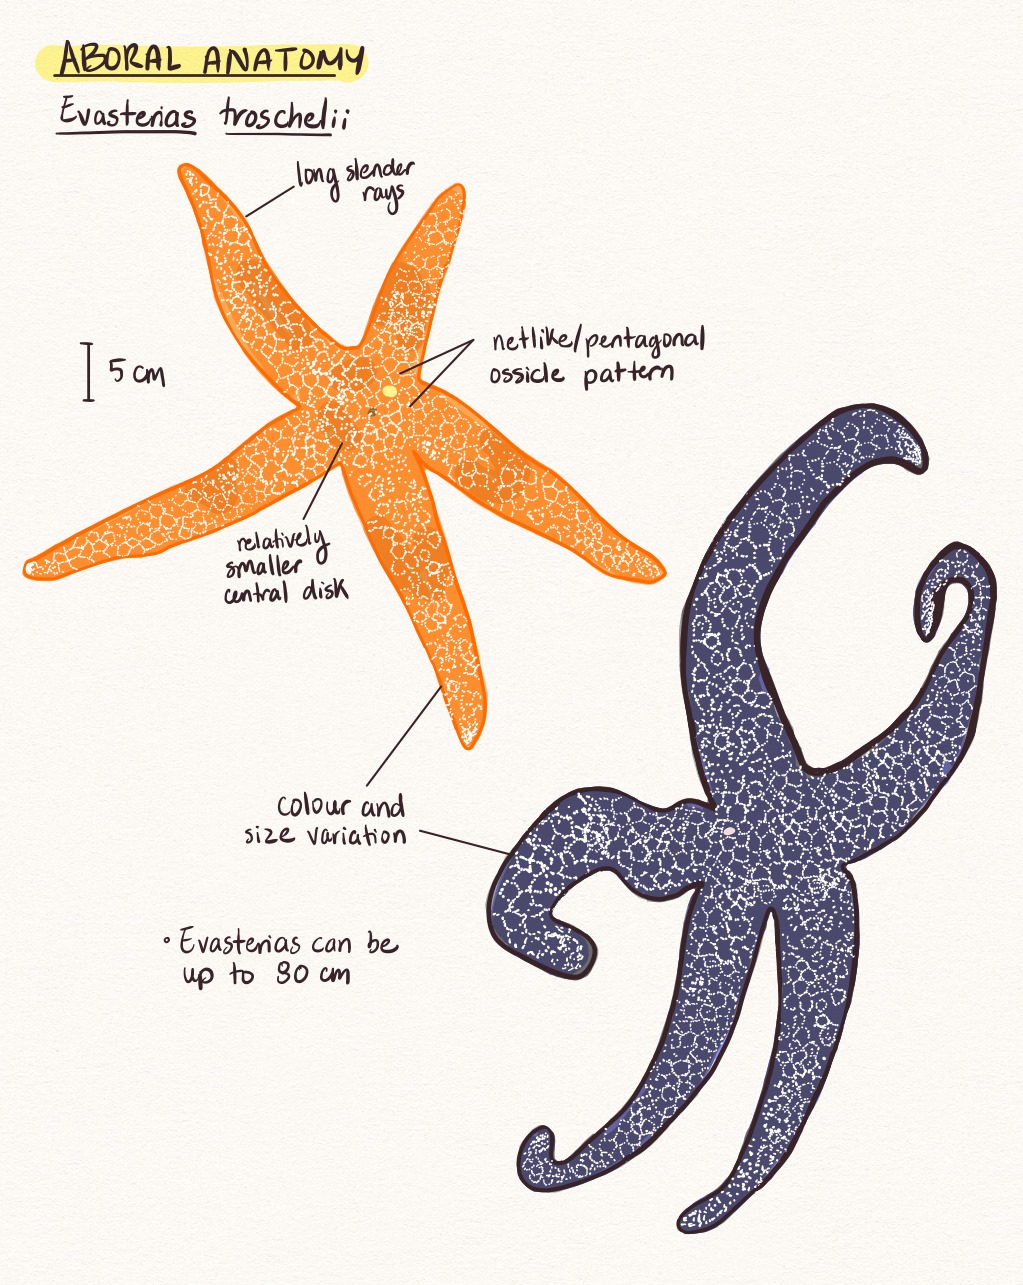 ABORAL ANATOMY
Evasterias troschelii
long slender
rays
netlike/pentagonal
ossicle pattern
5 cm
relatively
smaller
central disk
colour and
size variation
° Evasterias can be
up to 80 cm